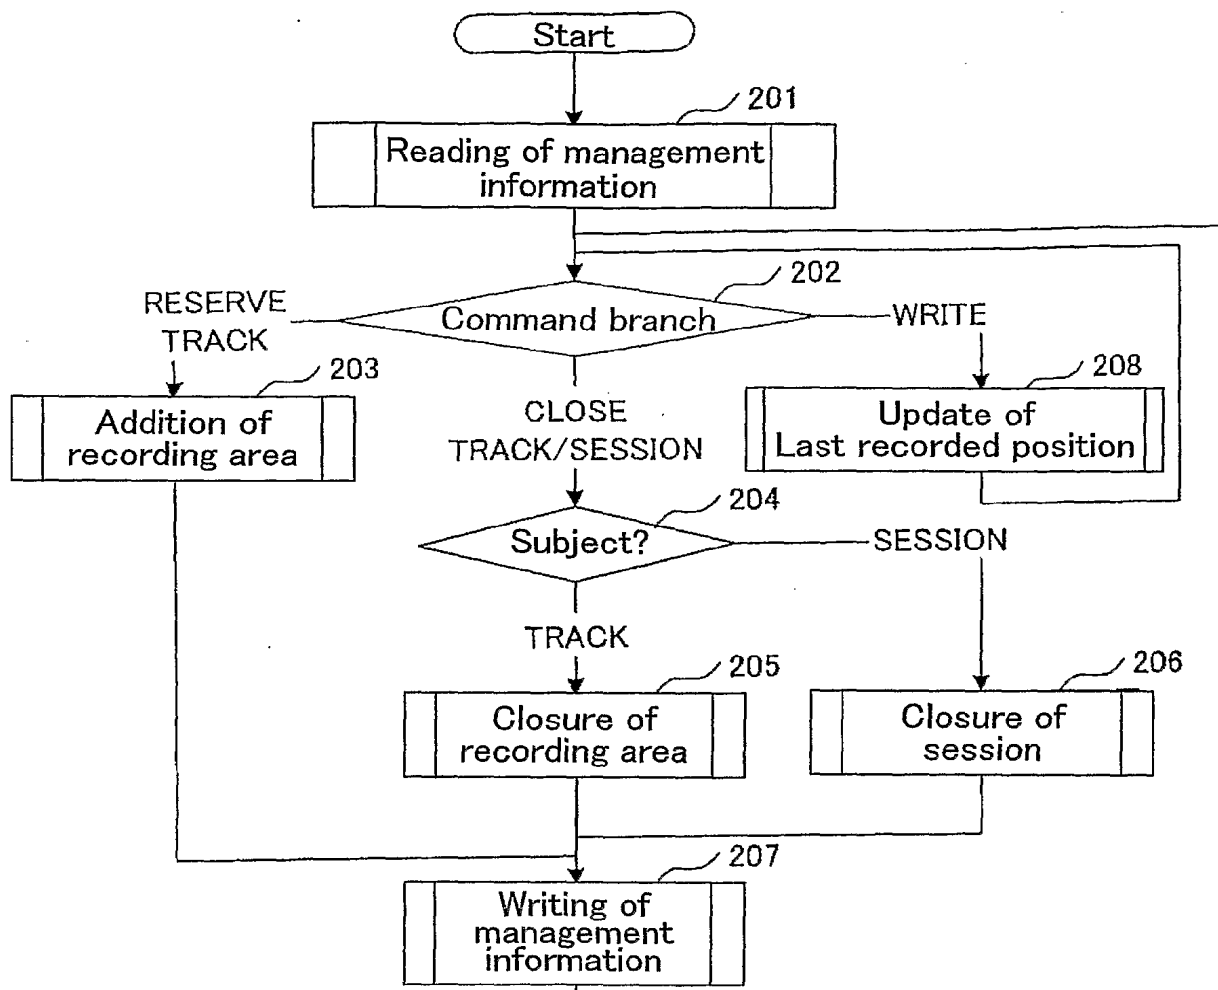 Start
201
Reading of management
information
202
RESERVE
TRACK
Command branch
WRITE
203
208
Addition of
recording area
CLOSE
TRACK/SESSION
Update of
Last recorded position
204
Subject?
SESSION
TRACK
205
206
Closure of
recording area
Closure of
session
207
Writing of
management
information